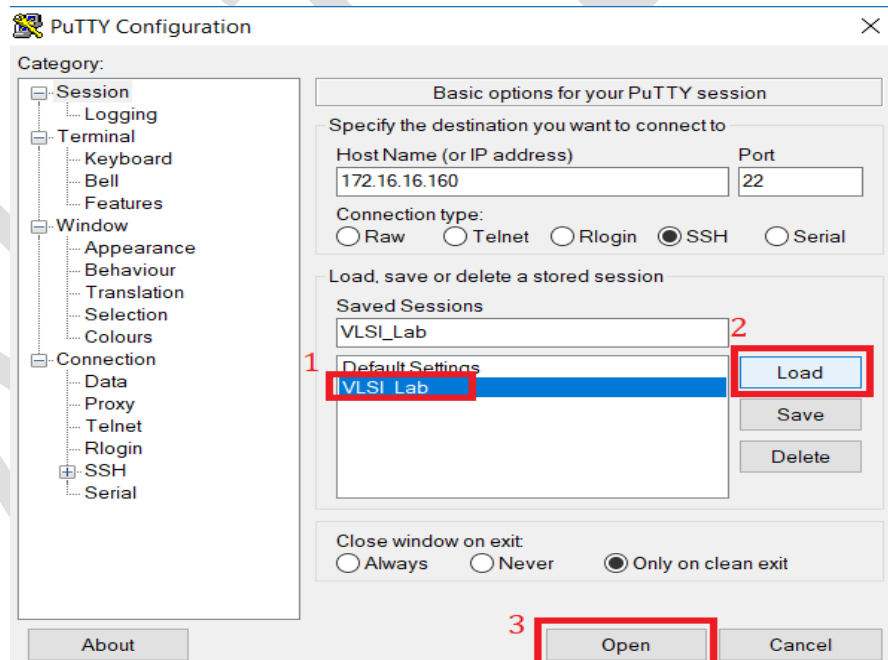 PuTTY Configuration
Category:
Session
Logging
Terminal
Keyboard
Bell
Features
Window
Appearance
Behaviour
Translation
Selection
Colours
Connection
Data
Proxy
Telnet
Rlogin
SSH
Serial
Basic options for your PuTTY session
Specify the destination you want to connect to
Host Name (or IP address) Port
172.16.16.160 22
Connection type:
Raw Telnet Rlogin SSH Serial
Load, save or delete a stored session
Saved Sessions
VLSI_Lab 2
1 Default Settings Load
VLSI_Lab
Save
Delete
Close window on exit:
Always Never Only on clean exit
3
About Open Cancel